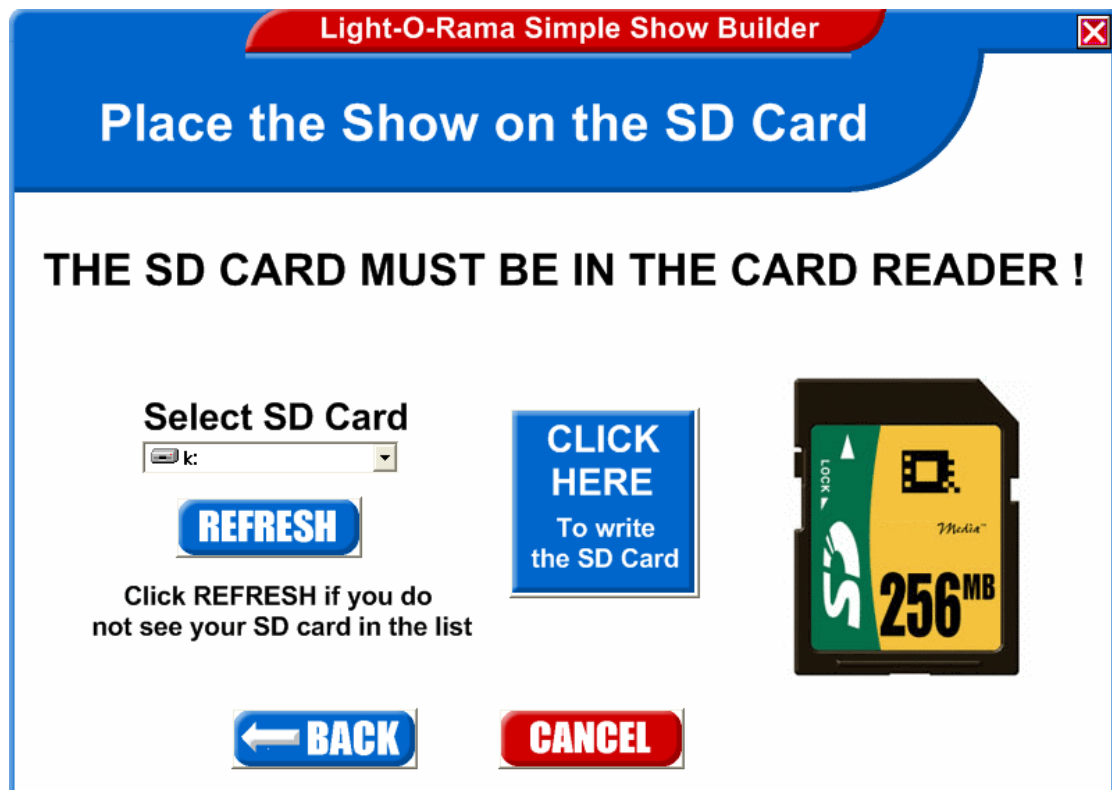 Light-O-Rama Simple Show Builder
Place the Show on the SD Card
THE SD CARD MUST BE IN THE CARD READER !
Select SD Card
k:
REFRESH
Click REFRESH if you do
not see your SD card in the list
CLICK
HERE
To write
the SD Card
LOCK
SD
Media™
256MB
BACK
CANCEL